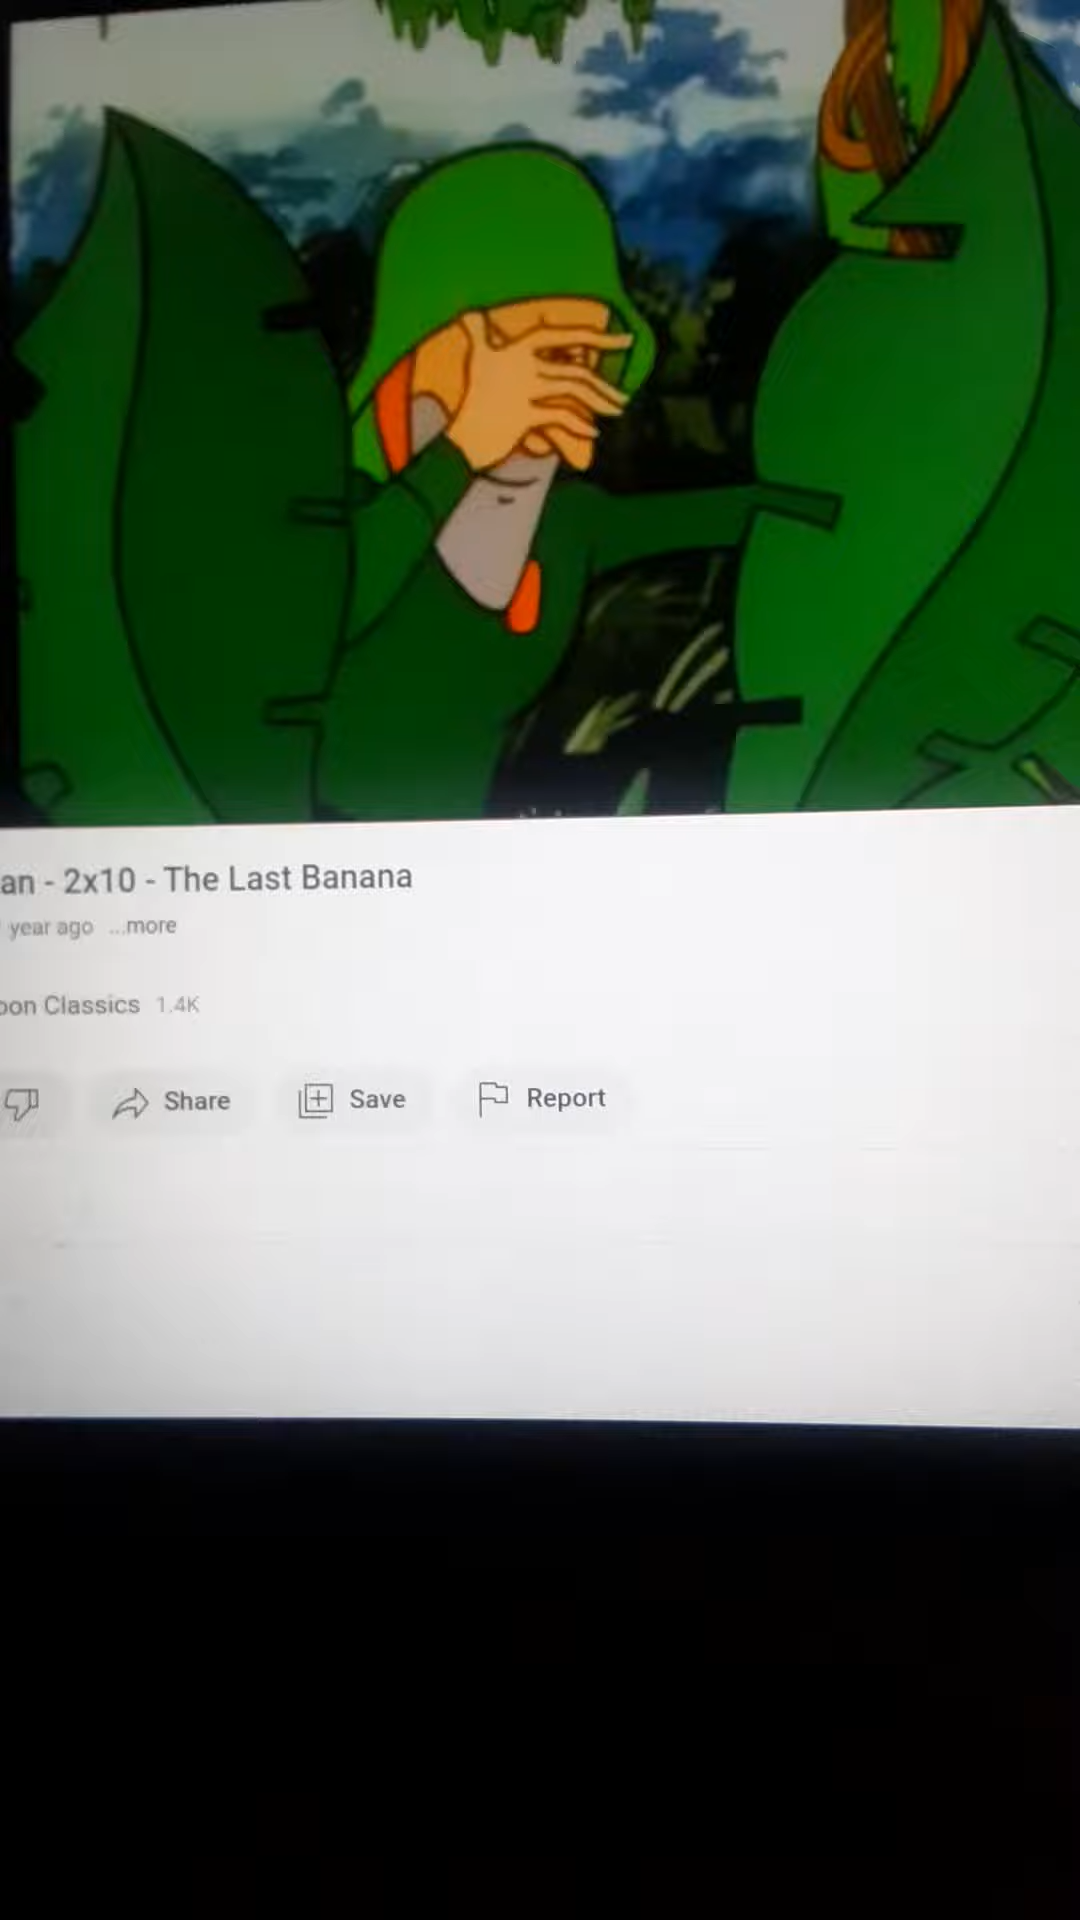 an - 2x10 - The Last Banana
year ago ...more
oon Classics 1.4K
Share Save Report